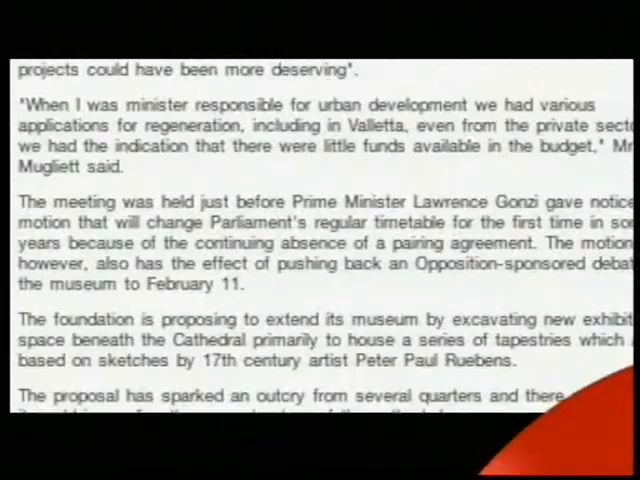 projects could have been more deserving".
"When I was minister responsible for urban development we had various
applications for regeneration, including in Valletta, even from the private
we had the indication that there were little funds available in the budget," Mr
Mugliett said.
The meeting was held just before Prime Minister Lawrence Gonzi gave notice
motion that will change Parliament's regular timetable for the first time in
years because of the continuing absence of a pairing agreement. The motion
however, also has the effect of pushing back an Opposition-sponsored
the museum to February 11.
The foundation is proposing to extend its museum by excavating new
space beneath the Cathedral primarily to house a series of tapestries which
based on sketches by 17th century artist Peter Paul Ruebens.
The proposal has sparked an outcry from several quarters and there